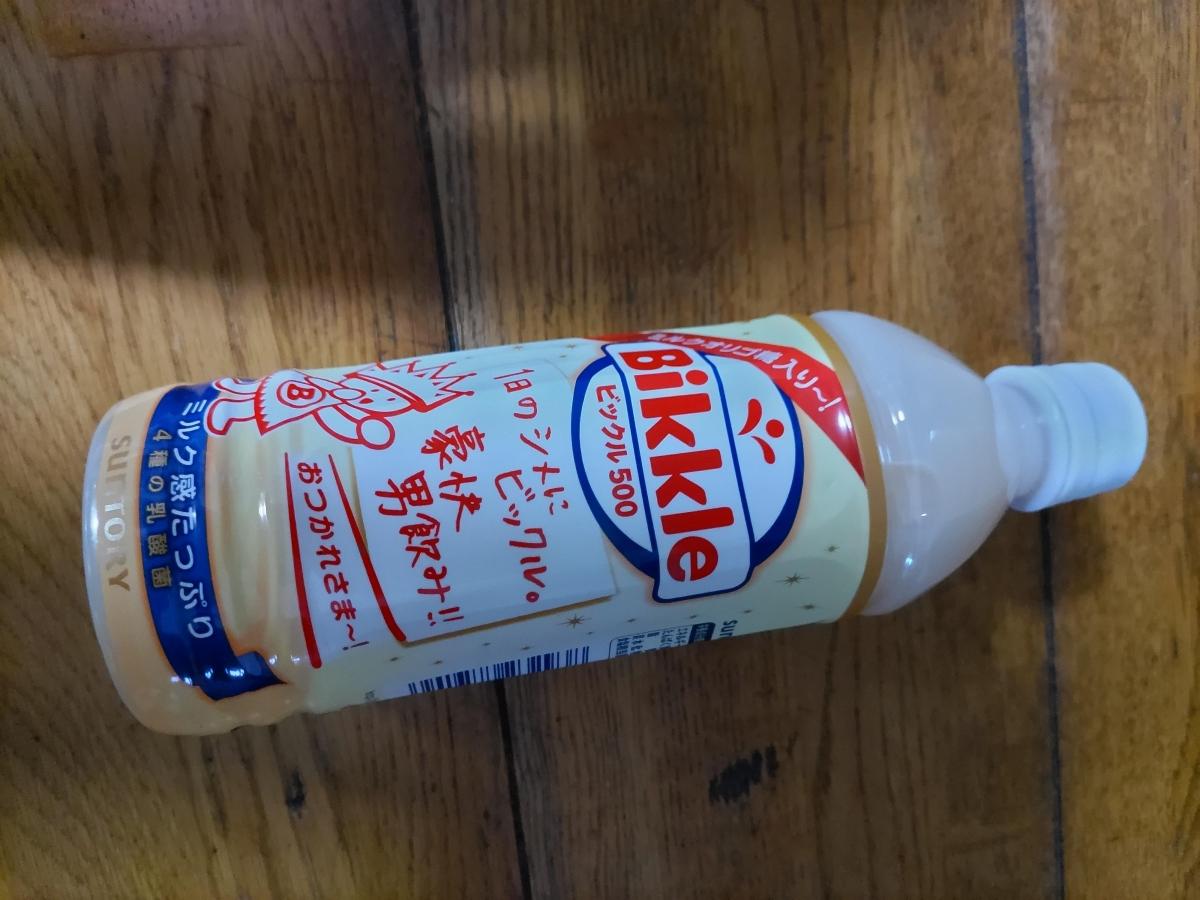 ミルクオリゴ糖入り〜!
Bikkle
ビックル500
1日のシメに
ビックル。
豪快
男飲み!!
おつかれさま〜!
B
ミルク感たっぷり
4種の乳酸菌
SUNTORY